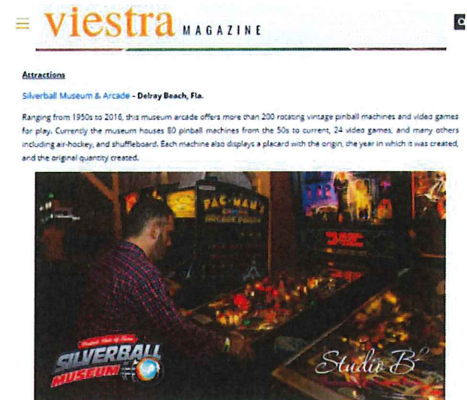 viestra MAGAZINE
Attractions
Silverball Museum & Arcade – Delray Beach, Fla.
Ranging from 1950s to 2016, this museum arcade offers more than 200 rotating vintage pinball machines and video games
for play. Currently the museum houses 80 pinball machines from the 50s to current, 24 video games, and many others
including air-hockey, and shuffleboard. Each machine also displays a placard with the origin, the year in which it was created,
and the original quantity created.
PAC-MAN'S
ARCADE PARTY
SILVERBALL
MUSEUM
Studio B